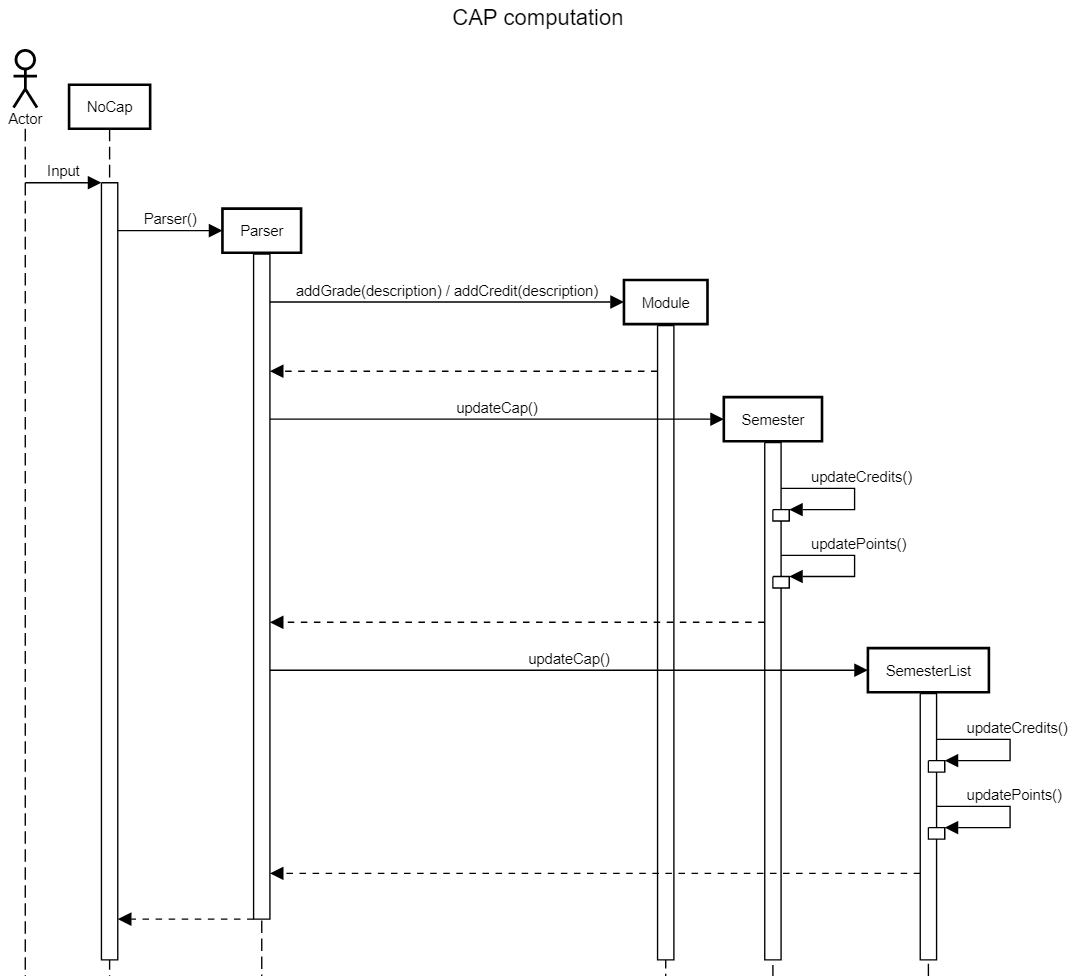 CAP computation
Actor
NoCap
Input
Parser()
Parser
addGrade(description) / addCredit(description)
Module
updateCap()
Semester
updateCredits()
updatePoints()
updateCap()
SemesterList
updateCredits()
updatePoints()